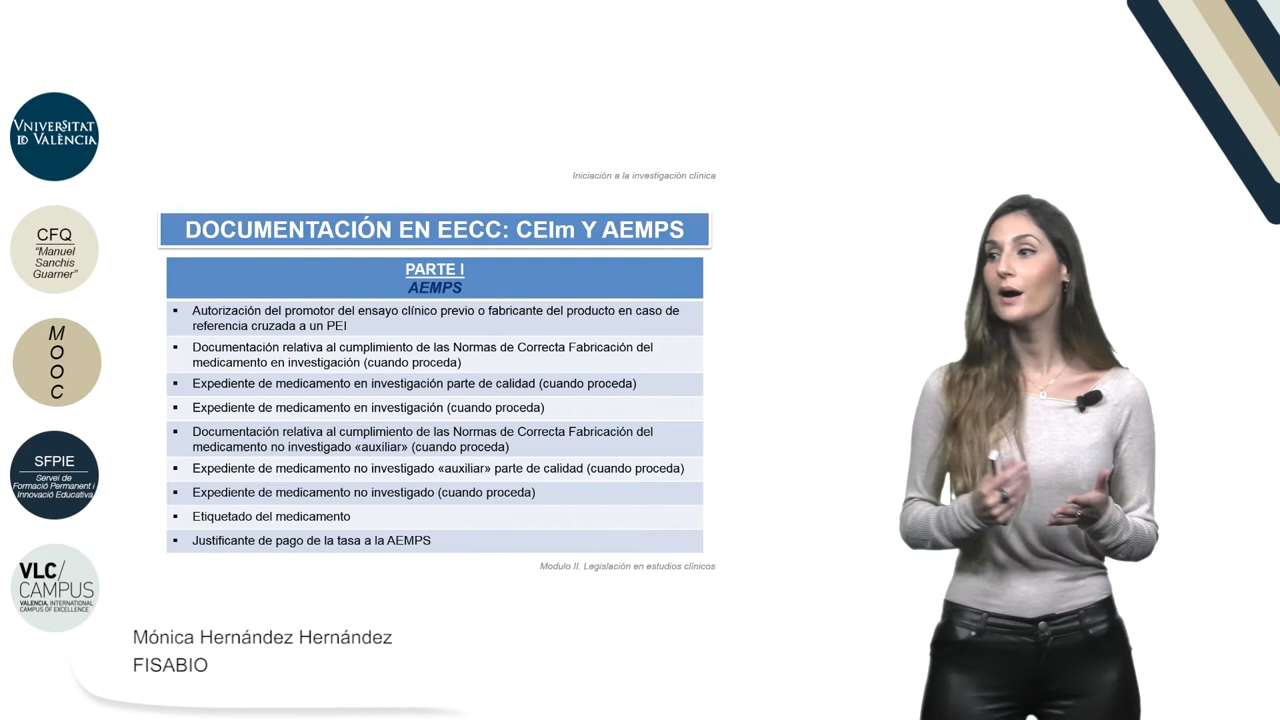 VNIVERSITAT
ID VALÈNCIA
CFQ
“Manuel
Sanchis
Guarner”
M
O
O
C
SFPIE
Servei de
Formació Permanent i
Innovació Educativa
VLC/
CAMPUS
VALENCIA, INTERNATIONAL
CAMPUS OF EXCELLENCE
Iniciación a la investigación clínica
DOCUMENTACIÓN EN EECC: CEIm Y AEMPS
PARTE I
AEMPS
▪ Autorización del promotor del ensayo clínico previo o fabricante del producto en caso de
referencia cruzada a un PEI
▪ Documentación relativa al cumplimiento de las Normas de Correcta Fabricación del
medicamento en investigación (cuando proceda)
▪ Expediente de medicamento en investigación parte de calidad (cuando proceda)
▪ Expediente de medicamento en investigación (cuando proceda)
▪ Documentación relativa al cumplimiento de las Normas de Correcta Fabricación del
medicamento no investigado «auxiliar» (cuando proceda)
▪ Expediente de medicamento no investigado «auxiliar» parte de calidad (cuando proceda)
▪ Expediente de medicamento no investigado (cuando proceda)
▪ Etiquetado del medicamento
▪ Justificante de pago de la tasa a la AEMPS
Modulo II. Legislación en estudios clínicos
Mónica Hernández Hernández
FISABIO